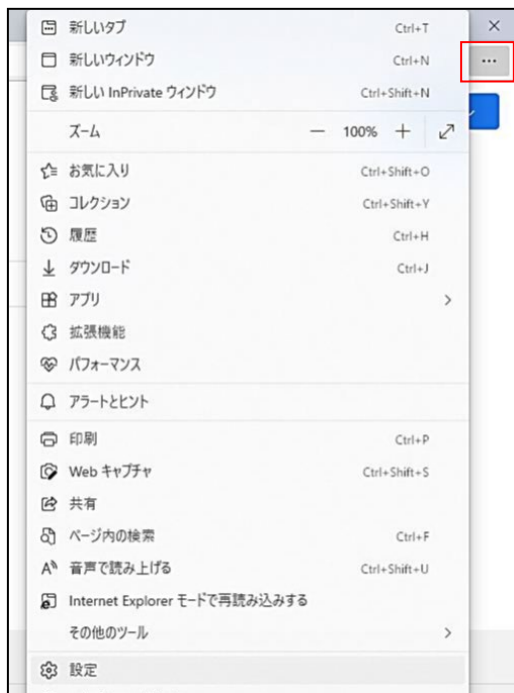 新しいタブ Ctrl+T
新しいウィンドウ Ctrl+N
新しい InPrivate ウィンドウ Ctrl+Shift+N
ズーム 100%
お気に入り Ctrl+Shift+O
コレクション Ctrl+Shift+Y
履歴 Ctrl+H
ダウンロード Ctrl+J
アプリ
拡張機能
パフォーマンス
アラートとヒント
印刷 Ctrl+P
Web キャプチャ Ctrl+Shift+S
共有
ページ内の検索 Ctrl+F
音声で読み上げる Ctrl+Shift+U
Internet Explorer モードで再読み込みする
その他のツール
設定